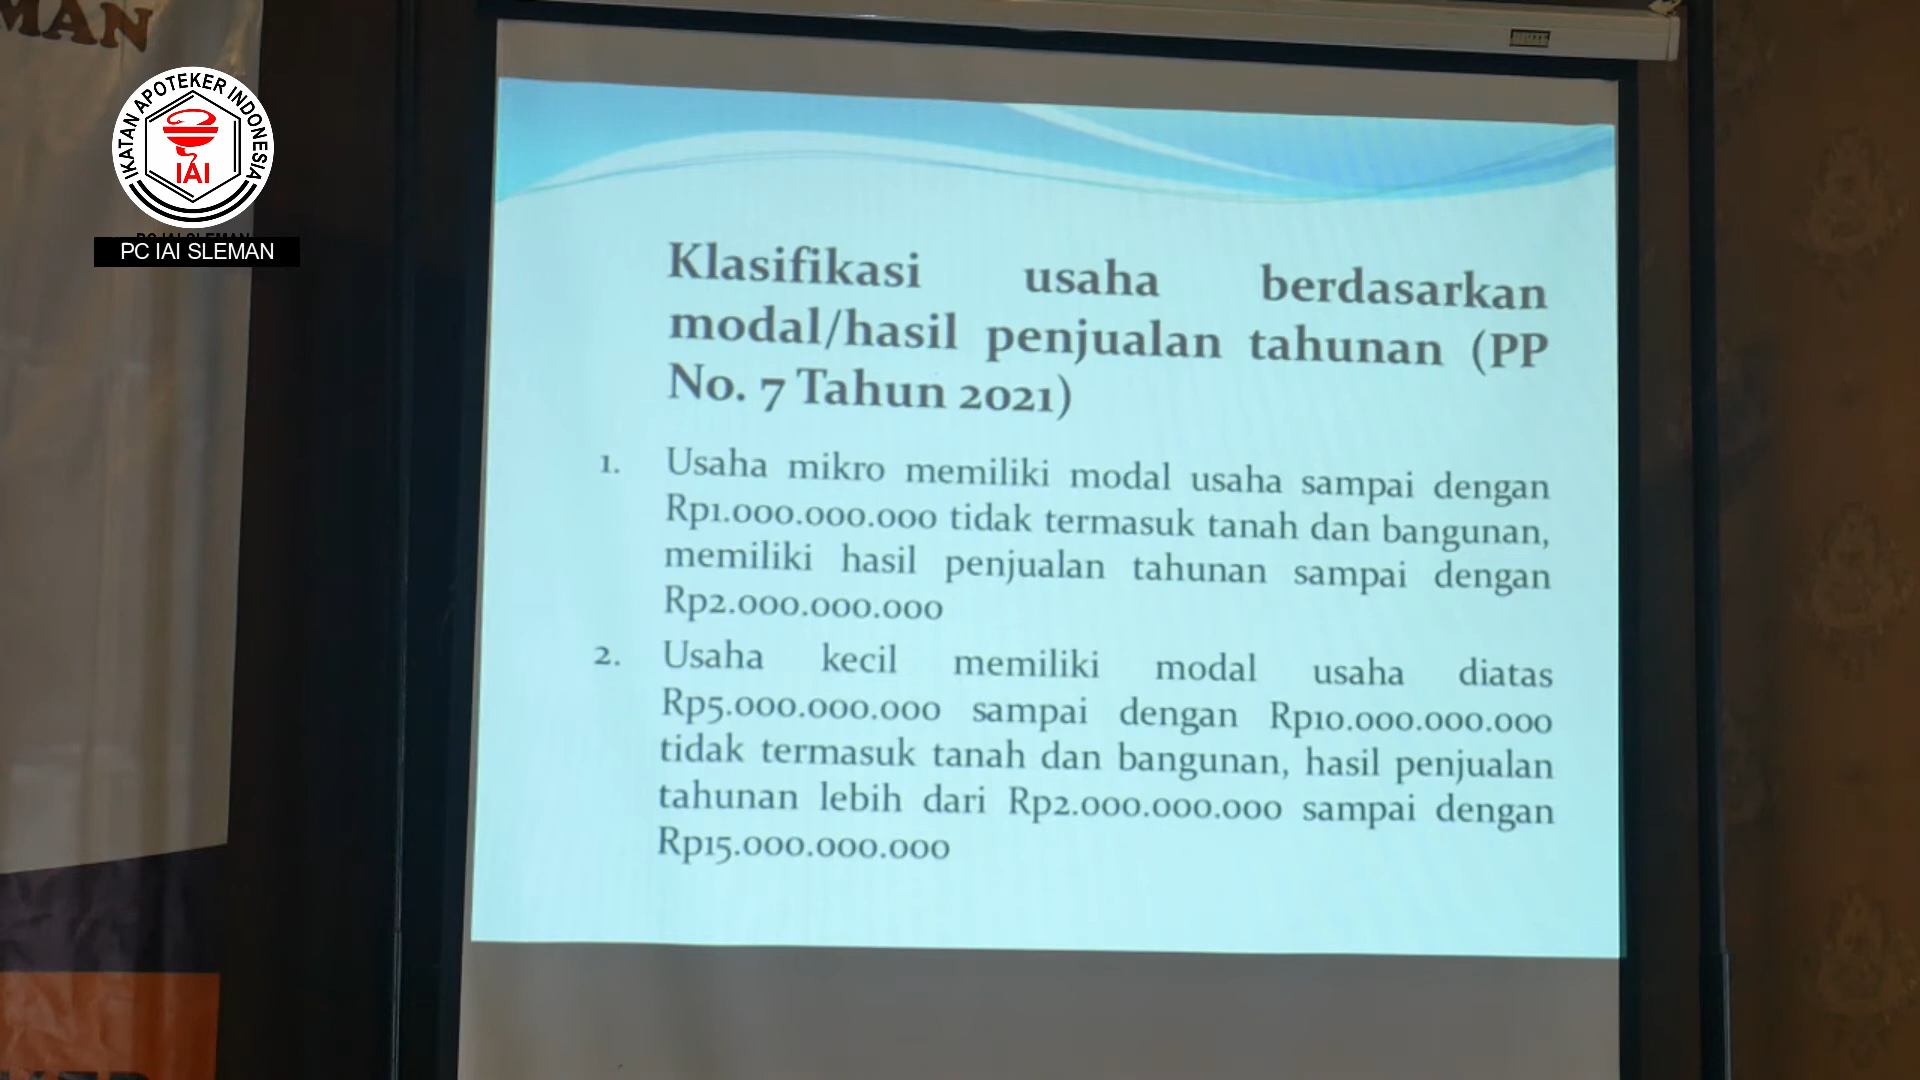 MAN
IKATAN APOTEKER INDONESIA
IAI
PC IAI SLEMAN
PC IAI SLEMAN
Klasifikasi usaha berdasarkan
modal/hasil penjualan tahunan (PP
No. 7 Tahun 2021)
1. Usaha mikro memiliki modal usaha sampai dengan
Rp1.000.000.000 tidak termasuk tanah dan bangunan,
memiliki hasil penjualan tahunan sampai dengan
Rp2.000.000.000
2. Usaha kecil memiliki modal usaha diatas
Rp5.000.000.000 sampai dengan Rp10.000.000.000
tidak termasuk tanah dan bangunan, hasil penjualan
tahunan lebih dari Rp2.000.000.000 sampai dengan
Rp15.000.000.000